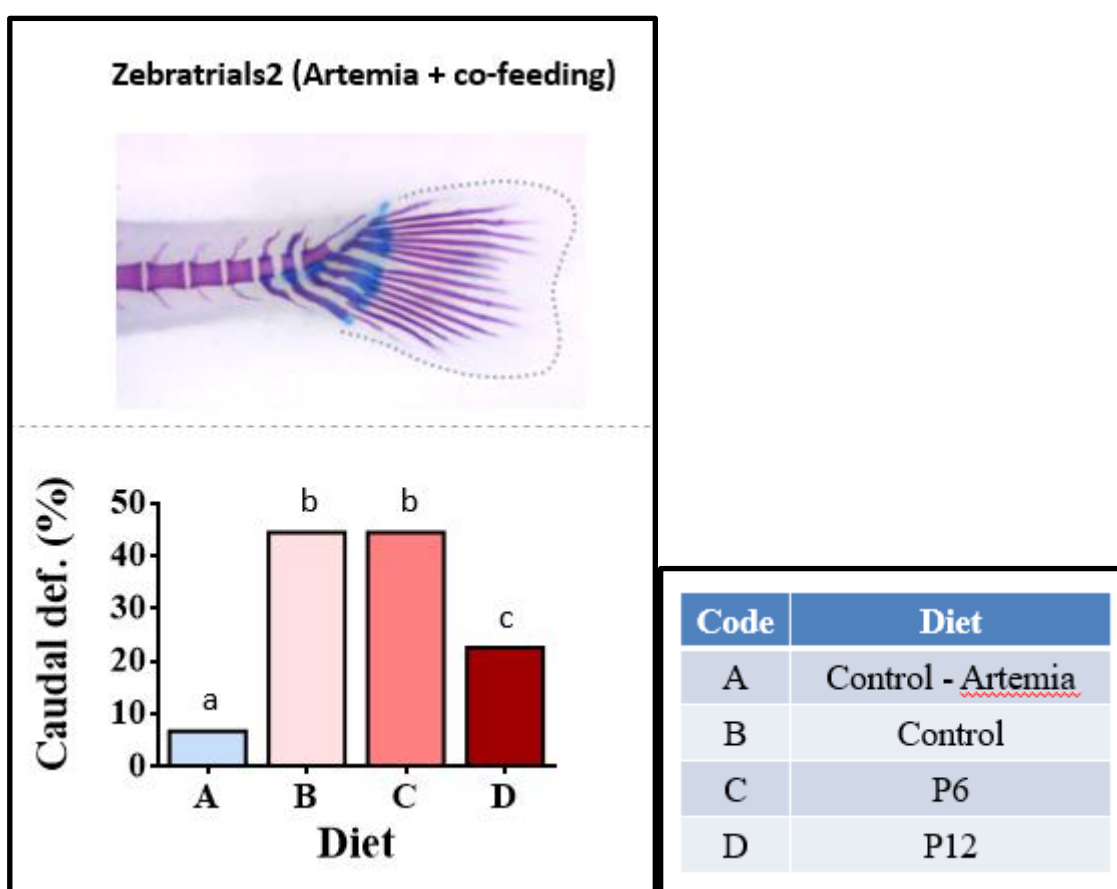 Zebratrials2 (Artemia + co-feeding)
Caudal def. (%)
50
40
30
20
10
0
a
b
b
c
A B C D
Diet
Code Diet
A Control - Artemia
B Control
C P6
D P12